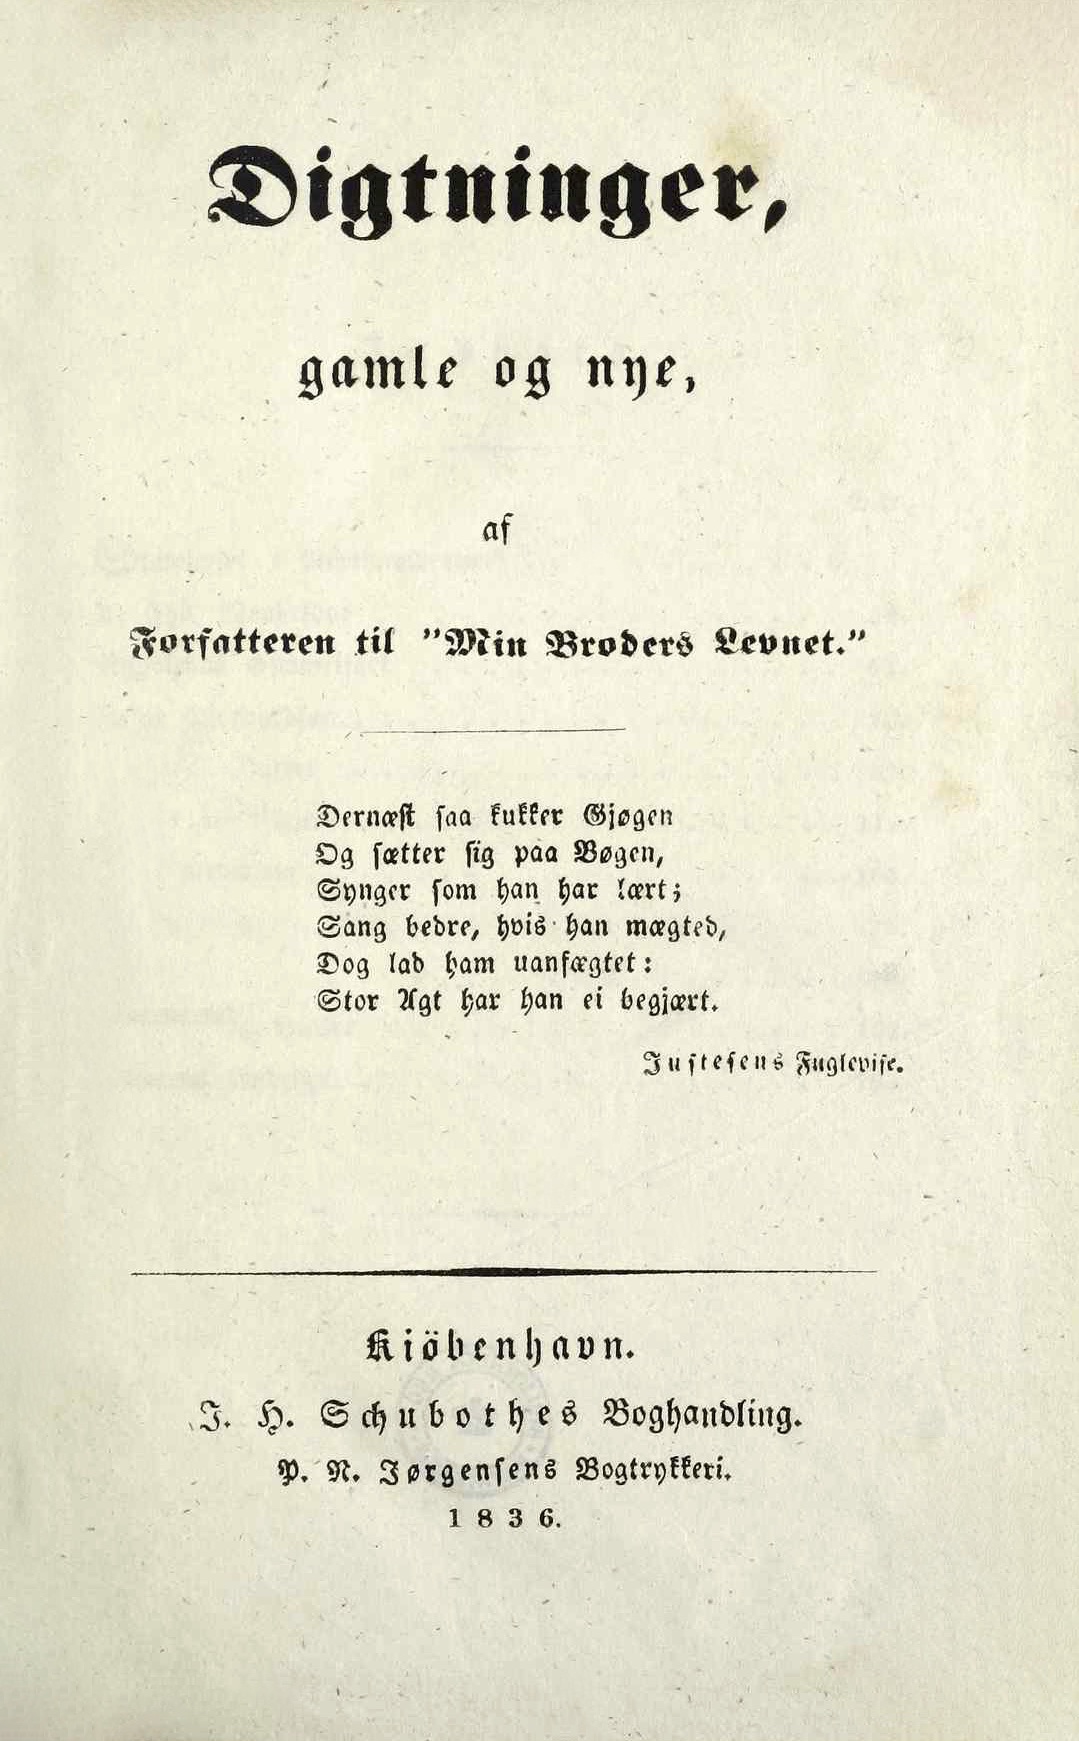 Digtninger,
gamle og nye,
af
Forfatteren til "Min Broders Levnet."
Dernæst saa kukker Gjøgen
Og sætter sig paa Bøgen,
Synger som han har lært;
Sang bedre, hvis han mægted,
Dog lad ham uanfægtet:
Stor Agt har han ei begjært.
Justesens Fuglevise.
Kiöbenhavn.
J. H. Schubothes Boghandling.
P. N. Jørgensens Bogtrykkeri.
1836.